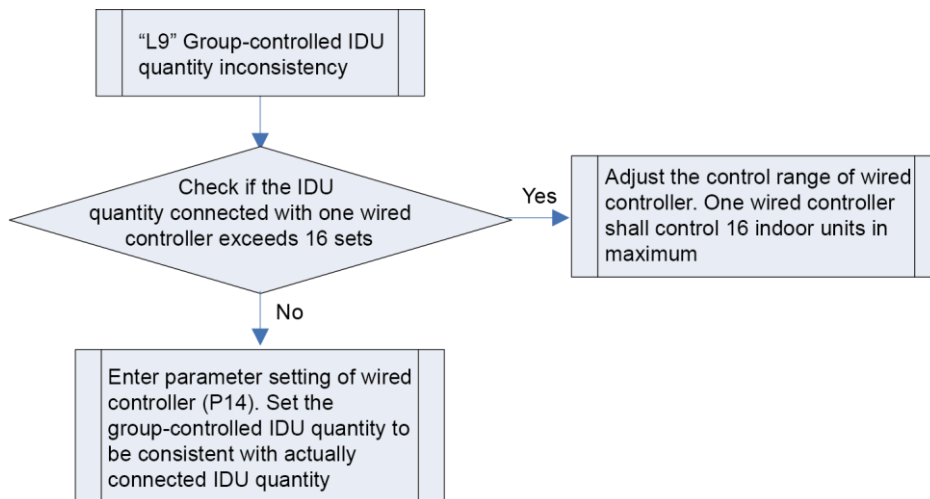 “L9” Group-controlled IDU
quantity inconsistency
Check if the IDU
quantity connected with one wired
controller exceeds 16 sets
Yes
Adjust the control range of wired
controller. One wired controller
shall control 16 indoor units in
maximum
No
Enter parameter setting of wired
controller (P14). Set the
group-controlled IDU quantity to
be consistent with actually
connected IDU quantity